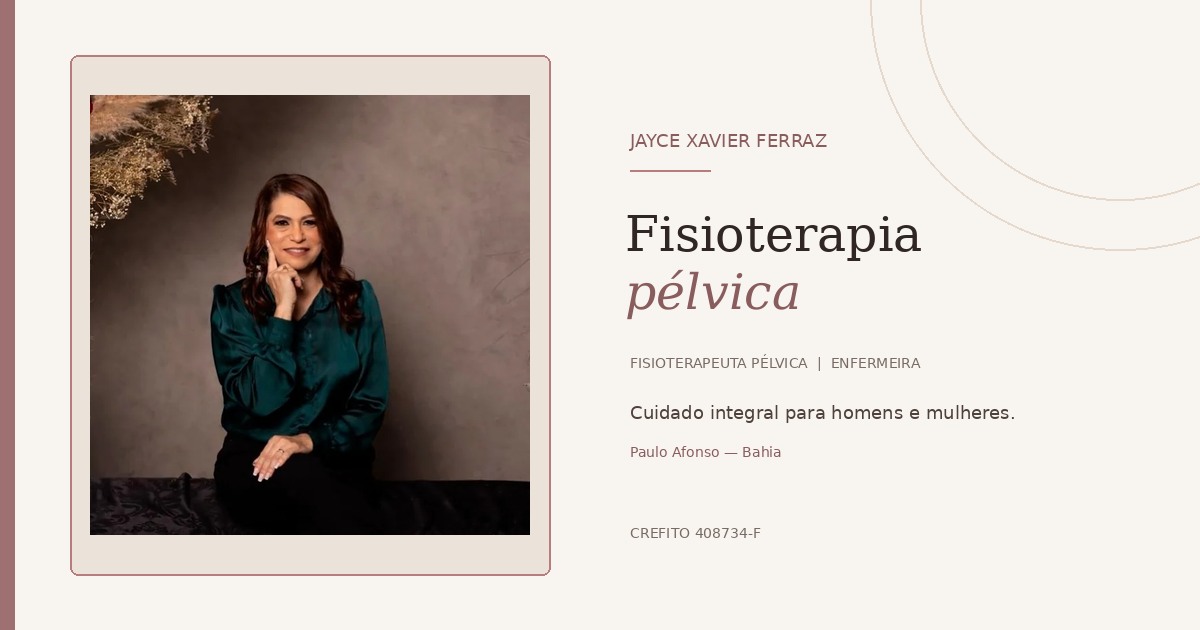 JAYCE XAVIER FERRAZ
Fisioterapia
pélvica
FISIOTERAPEUTA PÉLVICA | ENFERMEIRA
Cuidado integral para homens e mulheres.
Paulo Afonso — Bahia
CREFITO 408734-F